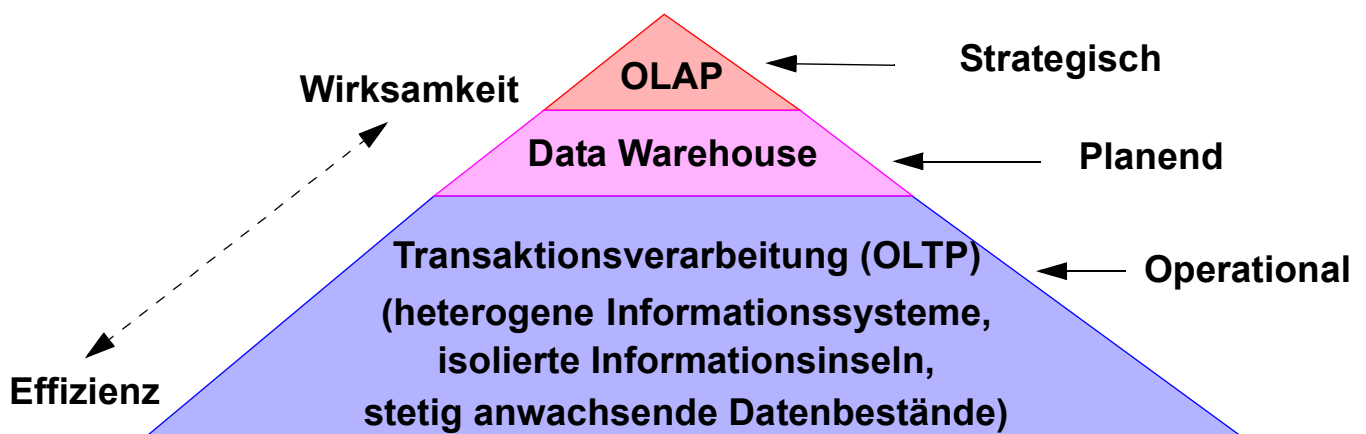 Strategisch
OLAP
Wirksamkeit
Data Warehouse
Planend
Transaktionsverarbeitung (OLTP)
Operational
(heterogene Informationssysteme,
isolierte Informationsinseln,
Effizienz
stetig anwachsende Datenbestände)